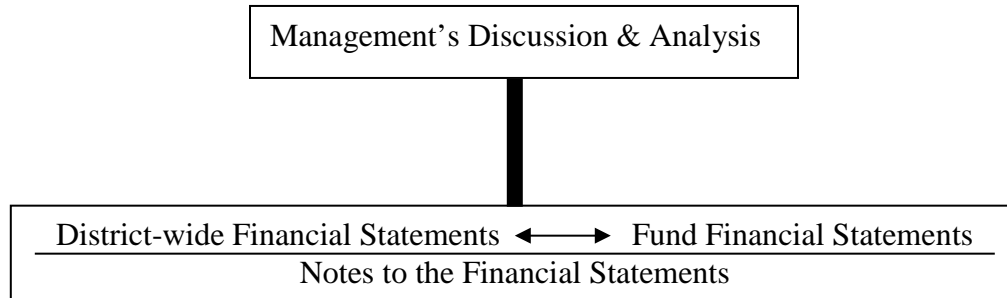 Management’s Discussion & Analysis
District-wide Financial Statements Fund Financial Statements
Notes to the Financial Statements